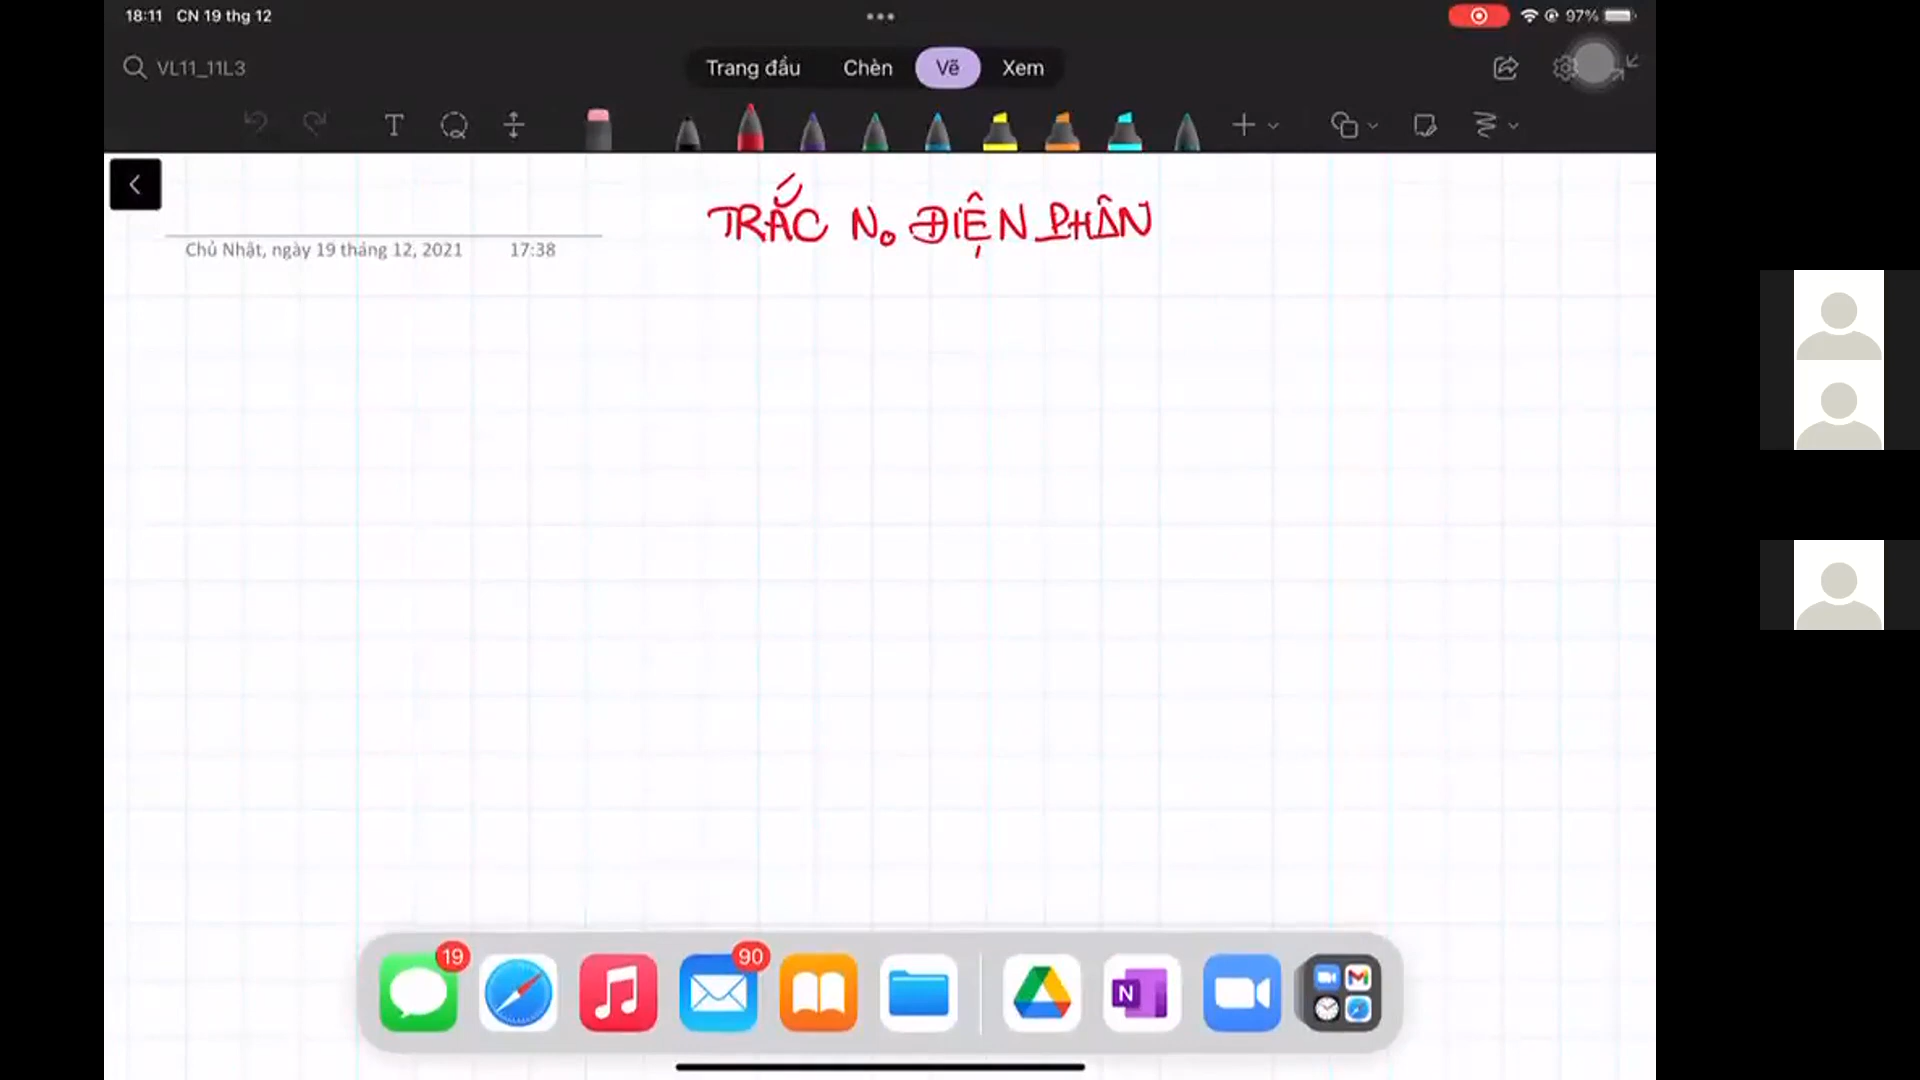 18:11 CN 19 thg 12
97%
VL11_11L3
Trang đầu Chèn Vẽ Xem
T
TRẮC No ĐIỆN PHÂN
Chủ Nhật, ngày 19 tháng 12, 2021 17:38
19
90
N